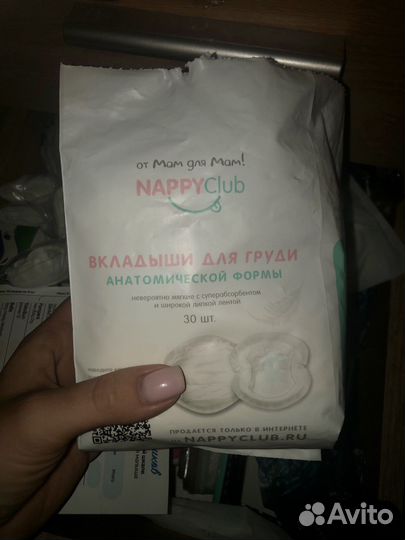 от Мам для Мам!
NAPPYClub
ВКЛАДЫШИ ДЛЯ ГРУДИ
АНАТОМИЧЕСКОЙ ФОРМЫ
невероятно мягкие с суперабсорбентом
и широкой липкой лентой
30 шт.
ПРОДАЕТСЯ ТОЛЬКО В ИНТЕРНЕТЕ
NAPPYCLUB.RU
Avito